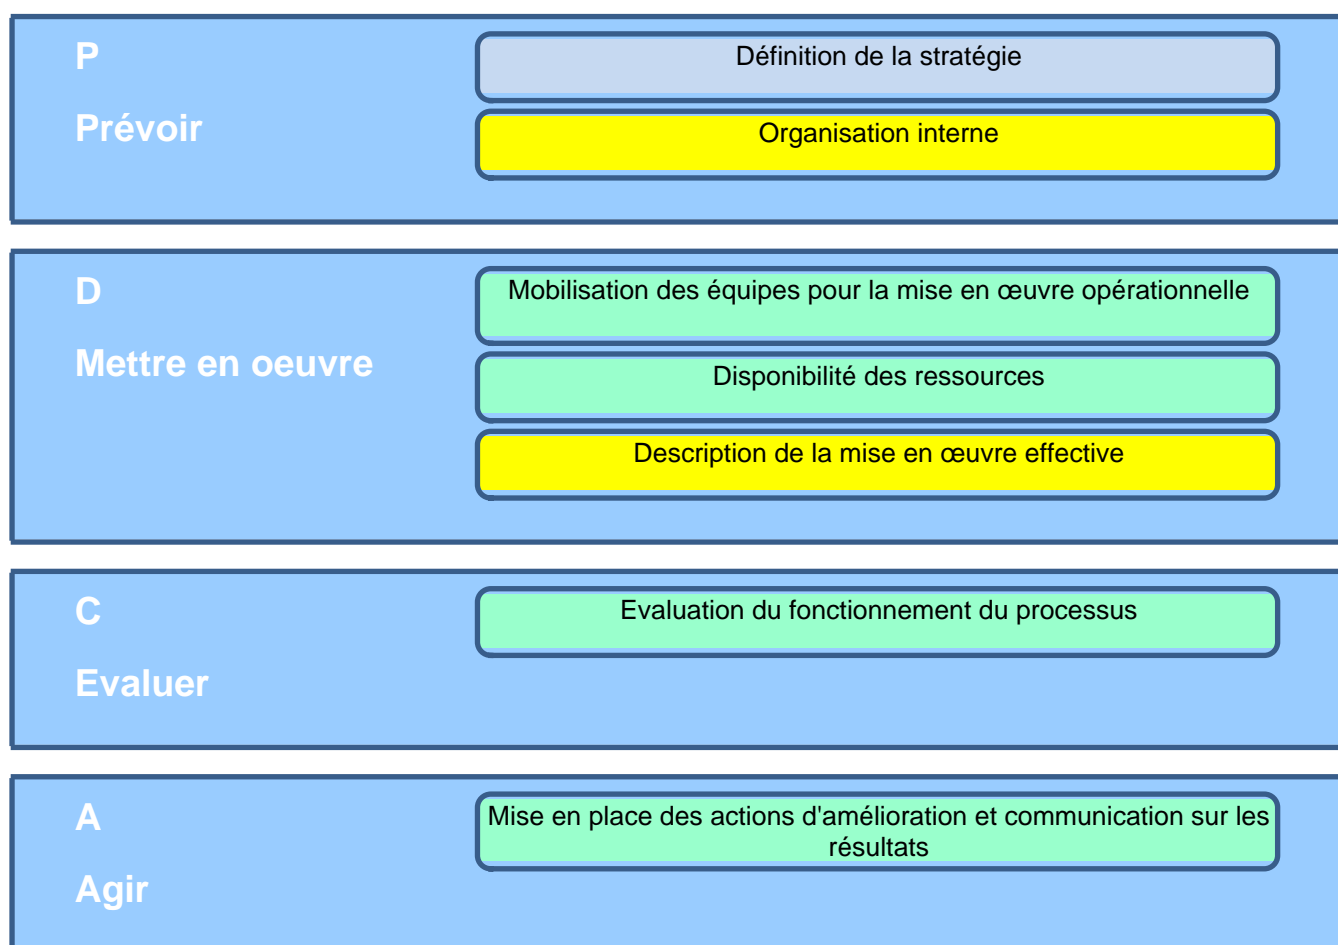 P
Prévoir
Définition de la stratégie
Organisation interne
D
Mettre en oeuvre
Mobilisation des équipes pour la mise en œuvre opérationnelle
Disponibilité des ressources
Description de la mise en œuvre effective
C
Evaluer
Evaluation du fonctionnement du processus
A
Agir
Mise en place des actions d'amélioration et communication sur les
résultats